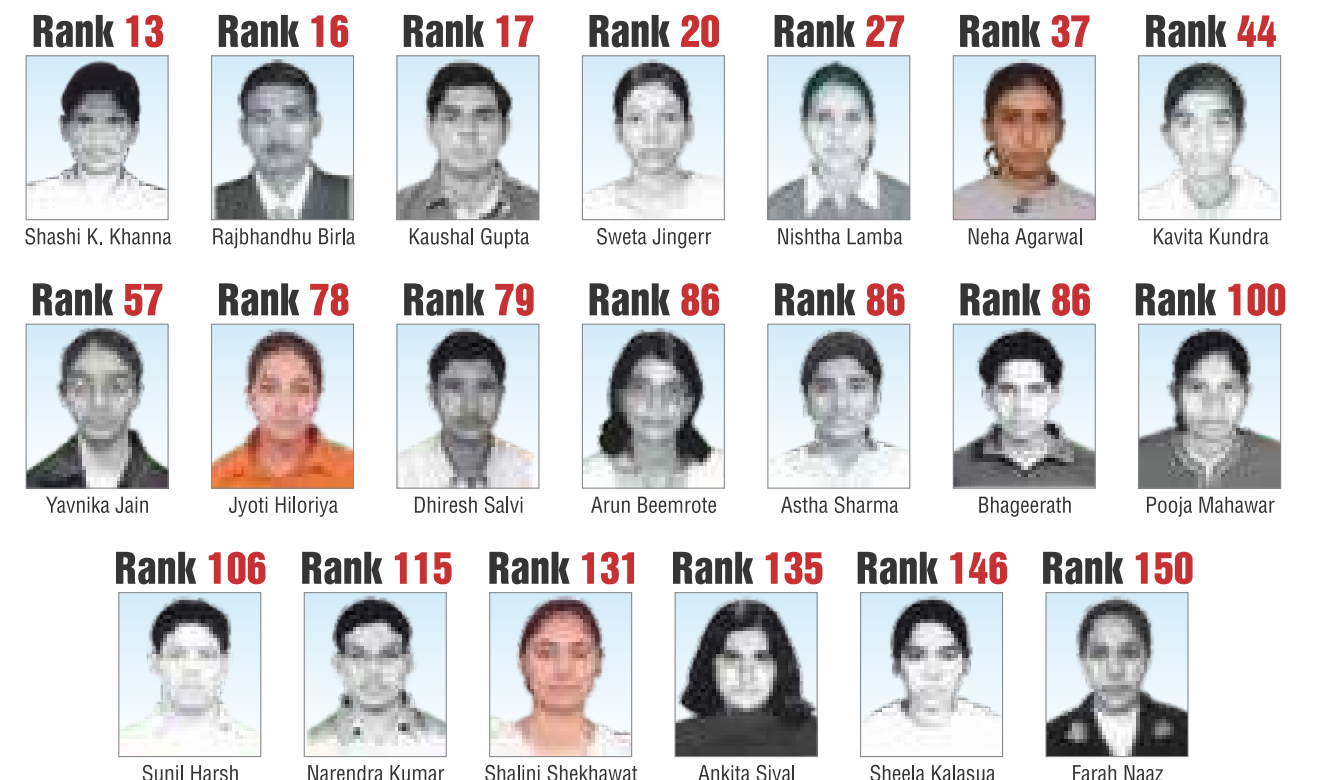 Rank 13 Rank 16 Rank 17 Rank 20 Rank 27 Rank 37 Rank 44
Shashi K. Khanna Rajbhandhu Birla Kaushal Gupta Sweta Jingerr Nishtha Lamba Neha Agarwal Kavita Kundra
Rank 57 Rank 78 Rank 79 Rank 86 Rank 86 Rank 86 Rank 100
Yavnika Jain Jyoti Hiloriya Dhiresh Salvi Arun Beemrote Astha Sharma Bhageerath Pooja Mahawar
Rank 106 Rank 115 Rank 131 Rank 135 Rank 146 Rank 150
Sunil Harsh Narendra Kumar Shalini Shekhawat Ankita Siyal Sheela Kalasua Farah Naaz